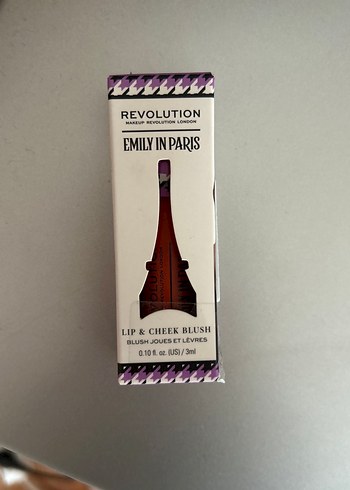 REVOLUTION
MAKEUP REVOLUTION LONDON
EMILY IN PARIS
LIP & CHEEK BLUSH
BLUSH JOUES ET LÈVRES
0.10 fl. oz. (US) / 3ml